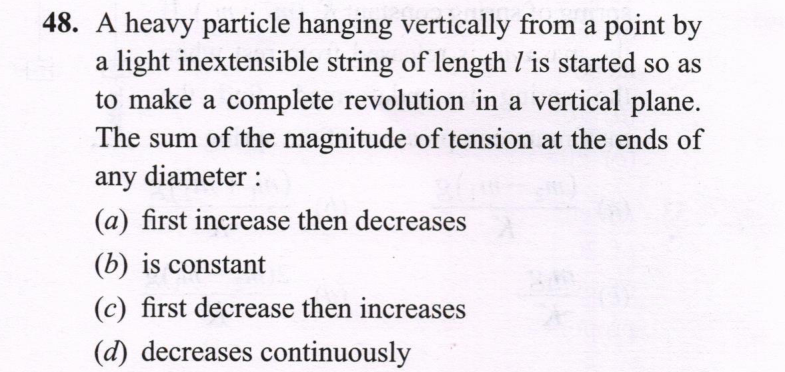 48. A heavy particle hanging vertically from a point by
a light inextensible string of length l is started so as
to make a complete revolution in a vertical plane.
The sum of the magnitude of tension at the ends of
any diameter :
(a) first increase then decreases
(b) is constant
(c) first decrease then increases
(d) decreases continuously